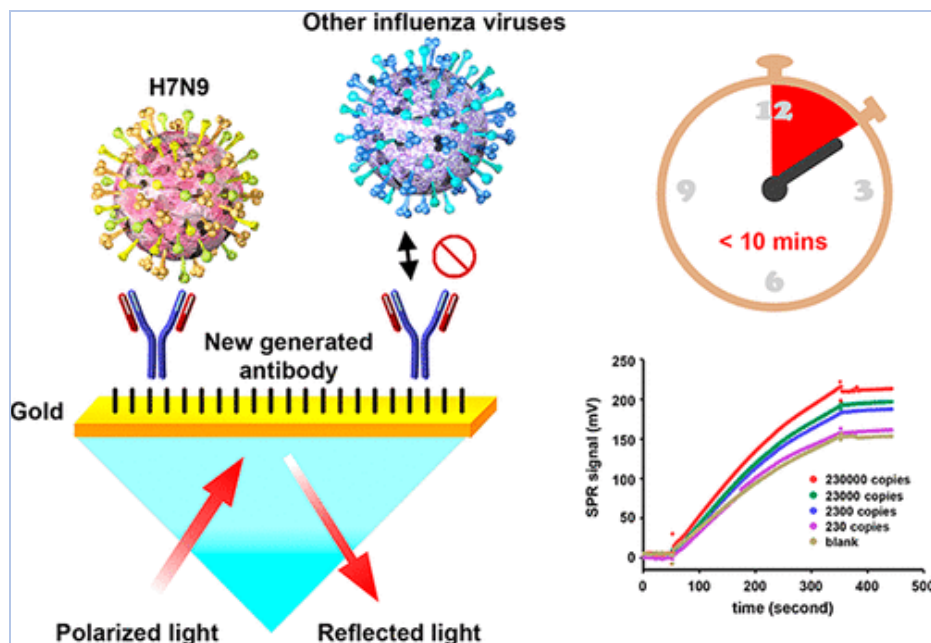 Other influenza viruses
H7N9
New generated
antibody
Gold
Polarized light
Reflected light
12
9
3
< 10 mins
6
SPR signal (mV)
250
200
150
100
50
0
230000 copies
23000 copies
2300 copies
230 copies
blank
0 100 200 300 400 500
time (second)